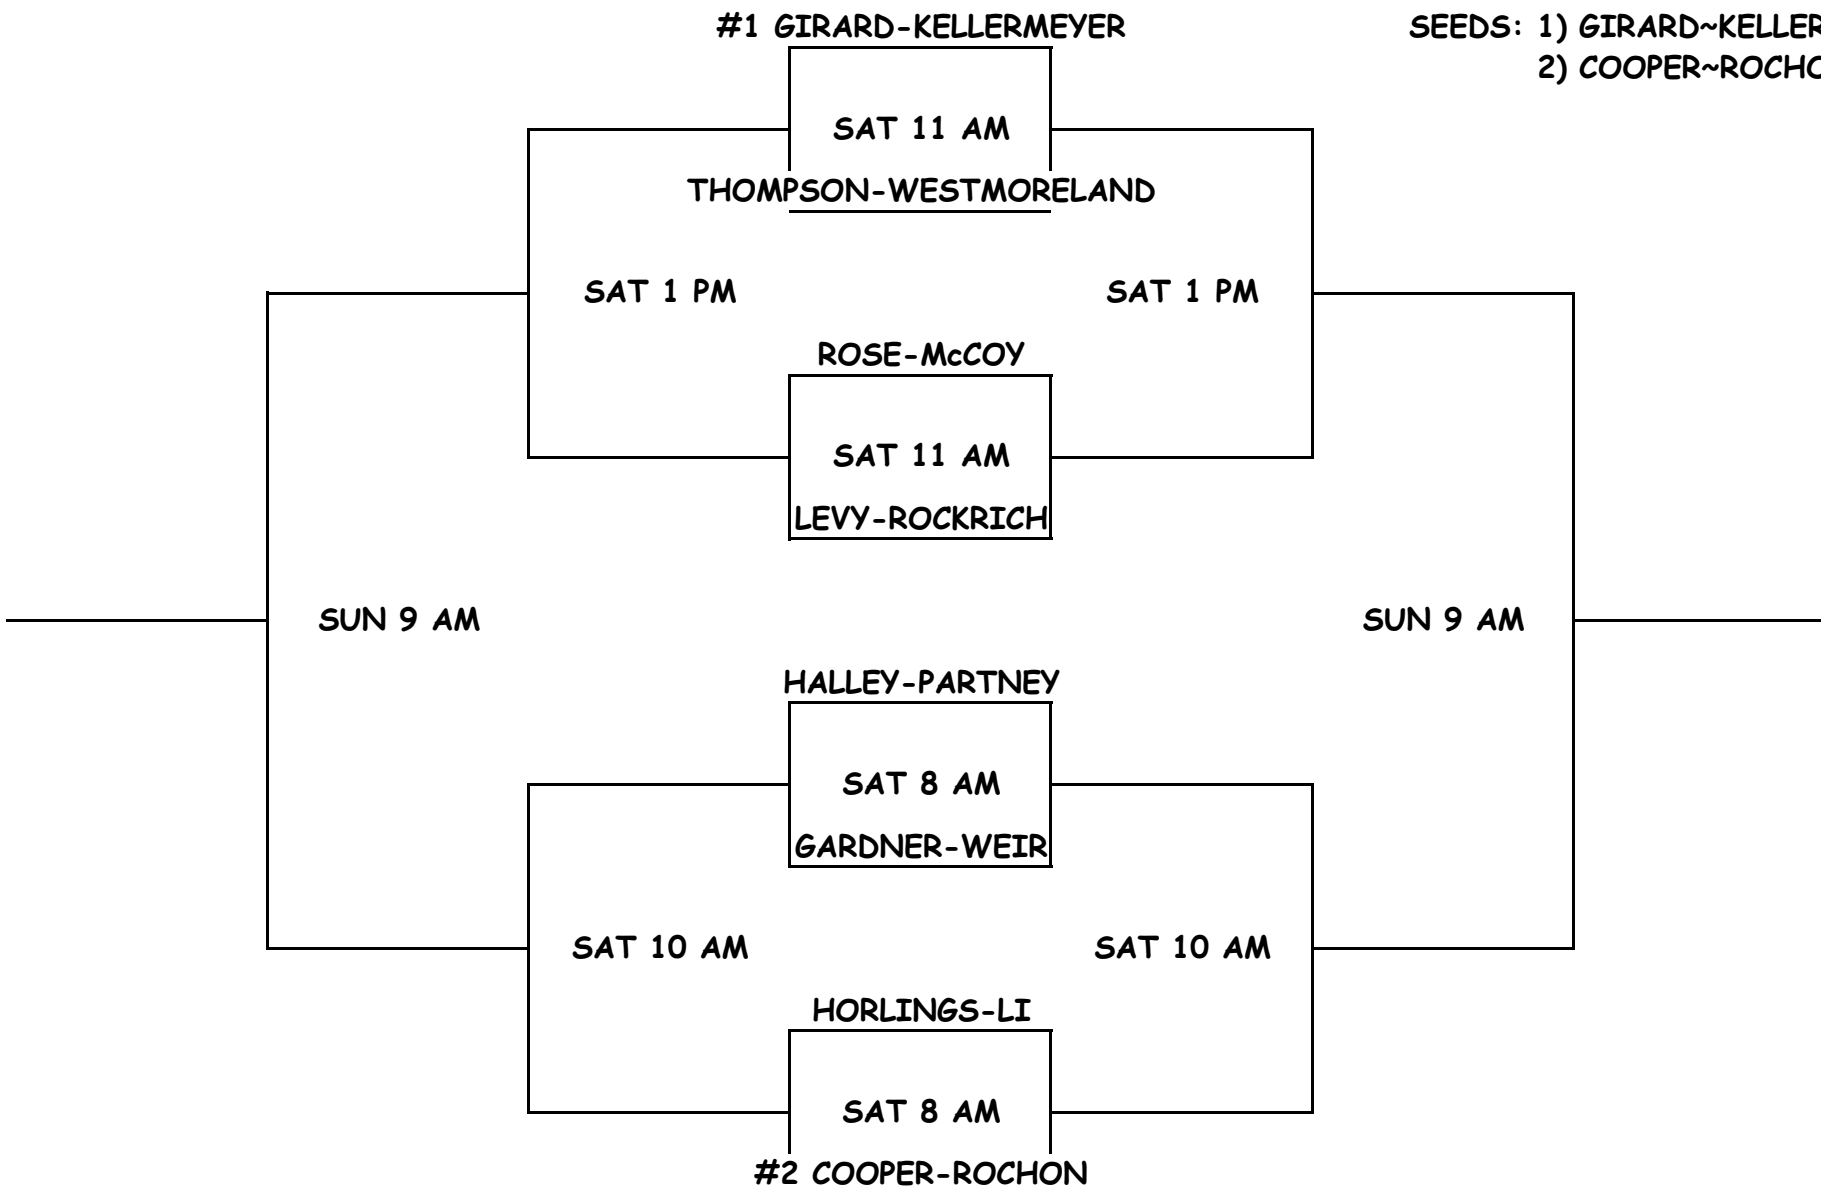 #1 GIRARD-KELLERMEYER
SEEDS: 1) GIRARD~KELLER
2) COOPER~ROCHO
SAT 11 AM
THOMPSON-WESTMORELAND
SAT 1 PM
SAT 1 PM
ROSE-McCOY
SAT 11 AM
LEVY-ROCKRICH
SUN 9 AM
SUN 9 AM
HALLEY-PARTNEY
SAT 8 AM
GARDNER-WEIR
SAT 10 AM
SAT 10 AM
HORLINGS-LI
SAT 8 AM
#2 COOPER-ROCHON